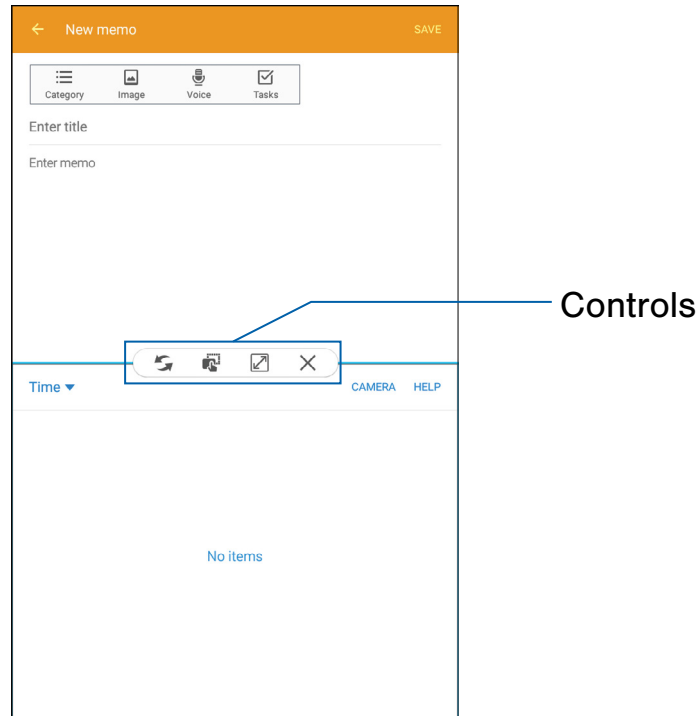 New memo SAVE
Category Image Voice Tasks
Enter title
Enter memo
Controls
Time CAMERA HELP
No items